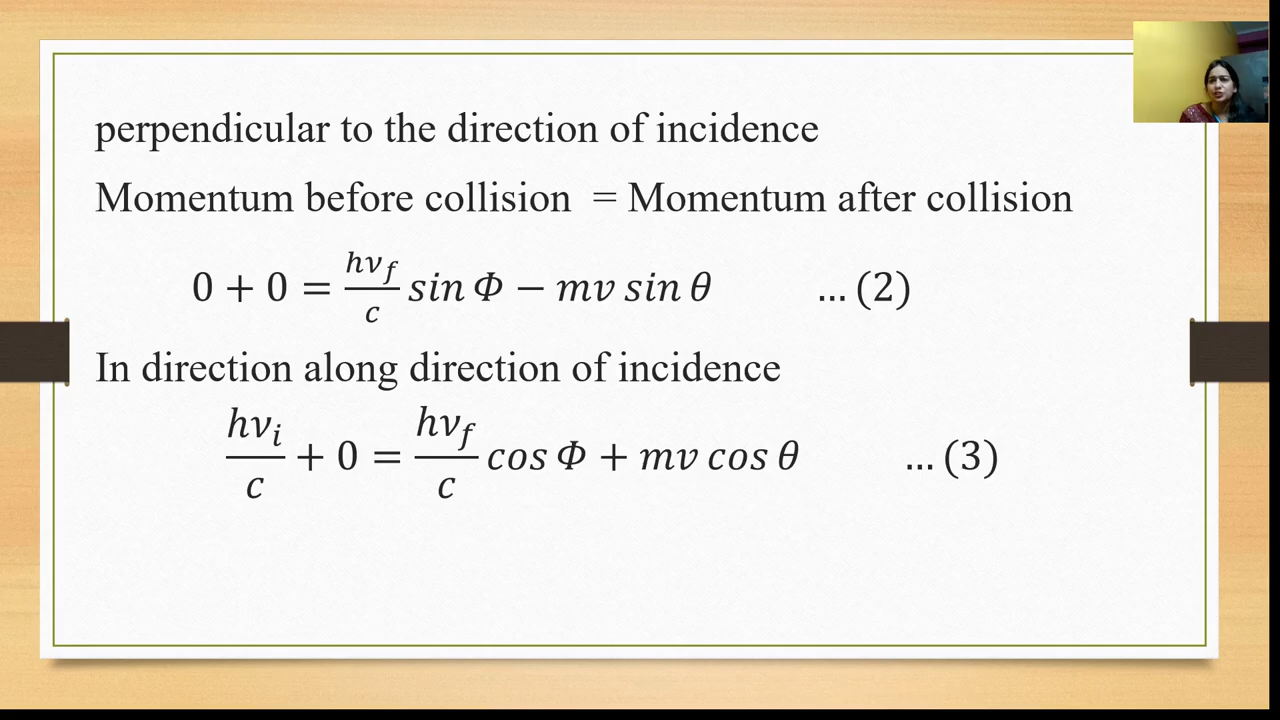 perpendicular to the direction of incidence
Momentum before collision = Momentum after collision
0 + 0 = hν_f/c sin Φ − mv sin θ ... (2)
In direction along direction of incidence
hν_i/c + 0 = hν_f/c cos Φ + mv cos θ ... (3)